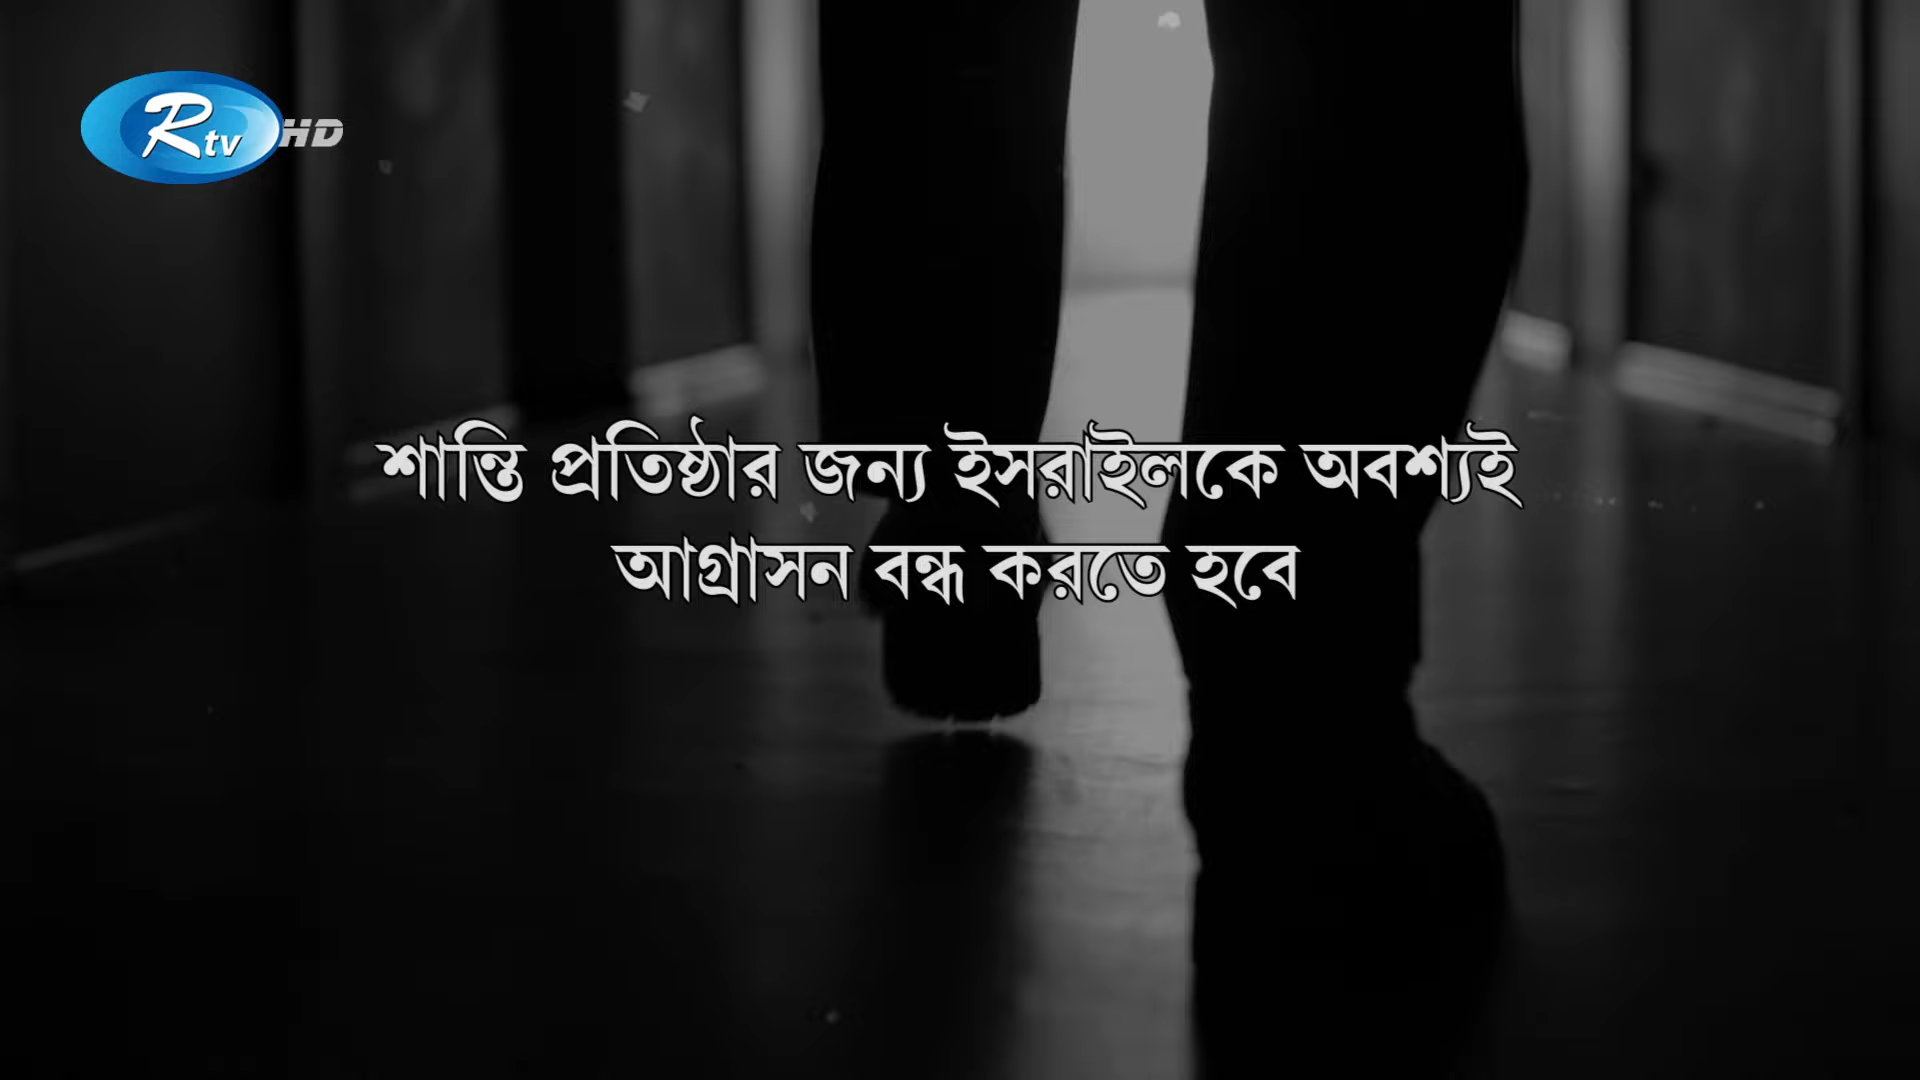 Rtv HD
শান্তি প্রতিষ্ঠার জন্য ইসরাইলকে অবশ্যই
আগ্রাসন বন্ধ করতে হবে